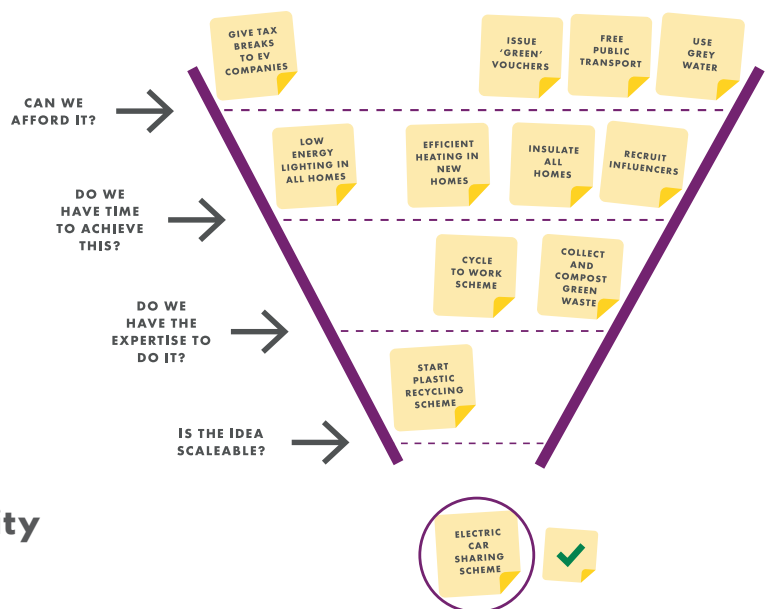 GIVE TAX
BREAKS
TO EV
COMPANIES
ISSUE
‘GREEN’
VOUCHERS
FREE
PUBLIC
TRANSPORT
USE
GREY
WATER
CAN WE
AFFORD IT?
LOW
ENERGY
LIGHTING IN
ALL HOMES
EFFICIENT
HEATING IN
NEW
HOMES
INSULATE
ALL
HOMES
RECRUIT
INFLUENCERS
DO WE
HAVE TIME
TO ACHIEVE
THIS?
CYCLE
TO WORK
SCHEME
COLLECT
AND
COMPOST
GREEN
WASTE
DO WE
HAVE THE
EXPERTISE TO
DO IT?
START
PLASTIC
RECYCLING
SCHEME
IS THE IDEA
SCALEABLE?
ity
ELECTRIC
CAR
SHARING
SCHEME